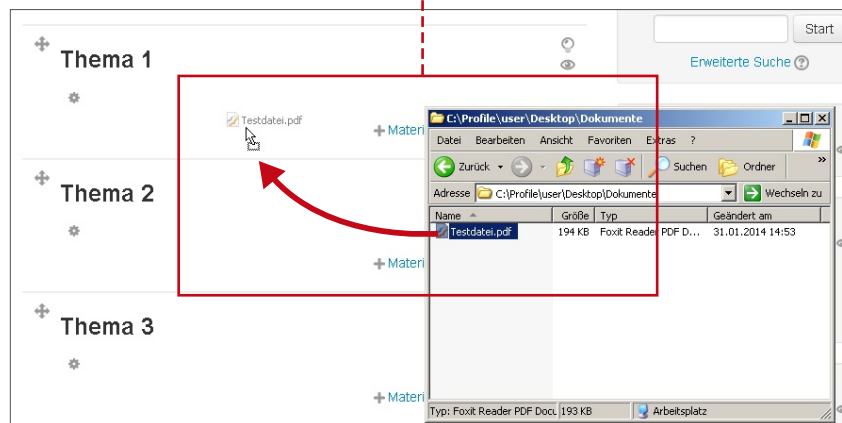 Start
Thema 1
Erweiterte Suche
Testdatei.pdf
+ Materi
C:\Profile\user\Desktop\Dokumente
Datei Bearbeiten Ansicht Favoriten Extras ?
Zurück Suchen Ordner »
Adresse C:\Profile\user\Desktop\Dokumente Wechseln zu
Name Größe Typ Geändert am
Testdatei.pdf 194 KB Foxit Reader PDF D... 31.01.2014 14:53
Thema 2
+ Materi
Thema 3
+ Materi
Typ: Foxit Reader PDF Docu 193 KB Arbeitsplatz